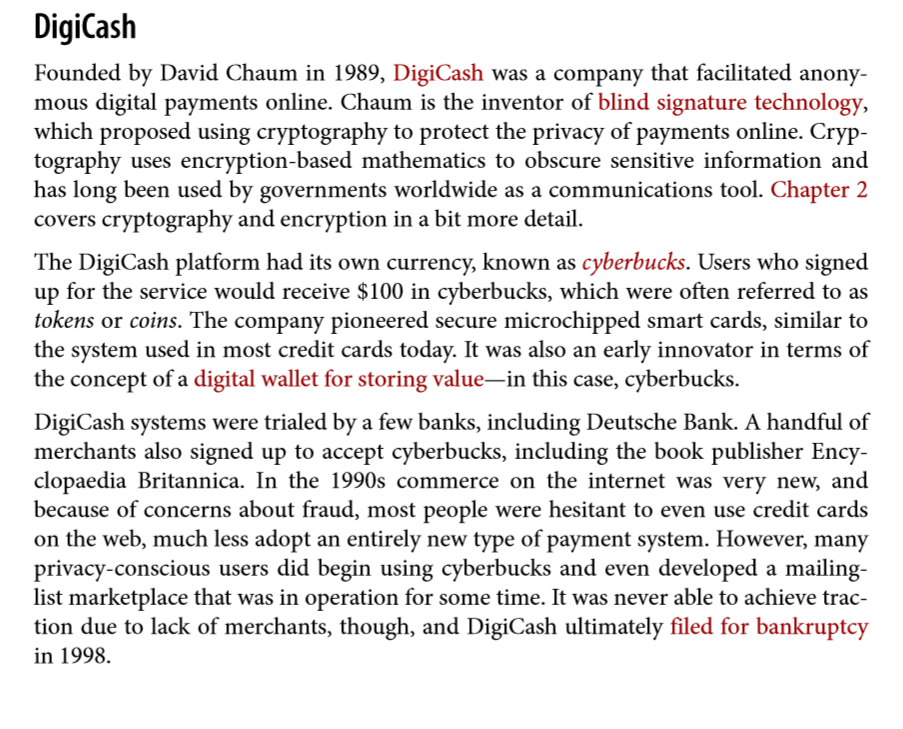 DigiCash
Founded by David Chaum in 1989, DigiCash was a company that facilitated anony-
mous digital payments online. Chaum is the inventor of blind signature technology,
which proposed using cryptography to protect the privacy of payments online. Cryp-
tography uses encryption-based mathematics to obscure sensitive information and
has long been used by governments worldwide as a communications tool. Chapter 2
covers cryptography and encryption in a bit more detail.
The DigiCash platform had its own currency, known as cyberbucks. Users who signed
up for the service would receive $100 in cyberbucks, which were often referred to as
tokens or coins. The company pioneered secure microchipped smart cards, similar to
the system used in most credit cards today. It was also an early innovator in terms of
the concept of a digital wallet for storing value—in this case, cyberbucks.
DigiCash systems were trialed by a few banks, including Deutsche Bank. A handful of
merchants also signed up to accept cyberbucks, including the book publisher Ency-
clopaedia Britannica. In the 1990s commerce on the internet was very new, and
because of concerns about fraud, most people were hesitant to even use credit cards
on the web, much less adopt an entirely new type of payment system. However, many
privacy-conscious users did begin using cyberbucks and even developed a mailing-
list marketplace that was in operation for some time. It was never able to achieve trac-
tion due to lack of merchants, though, and DigiCash ultimately filed for bankruptcy
in 1998.